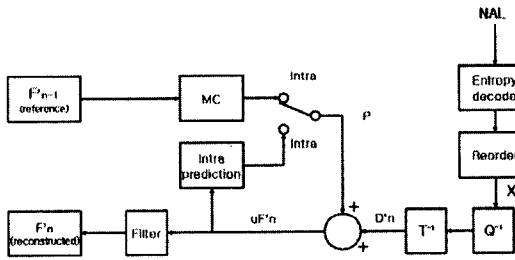 NAL
Intra
F'n-1
(reference)
MC
P
Entropy
decode
Intra
Intra
prediction
Reorder
X
+
F'n
(reconstructed)
Filter
uF'n
+
D'n
T-1
Q-1